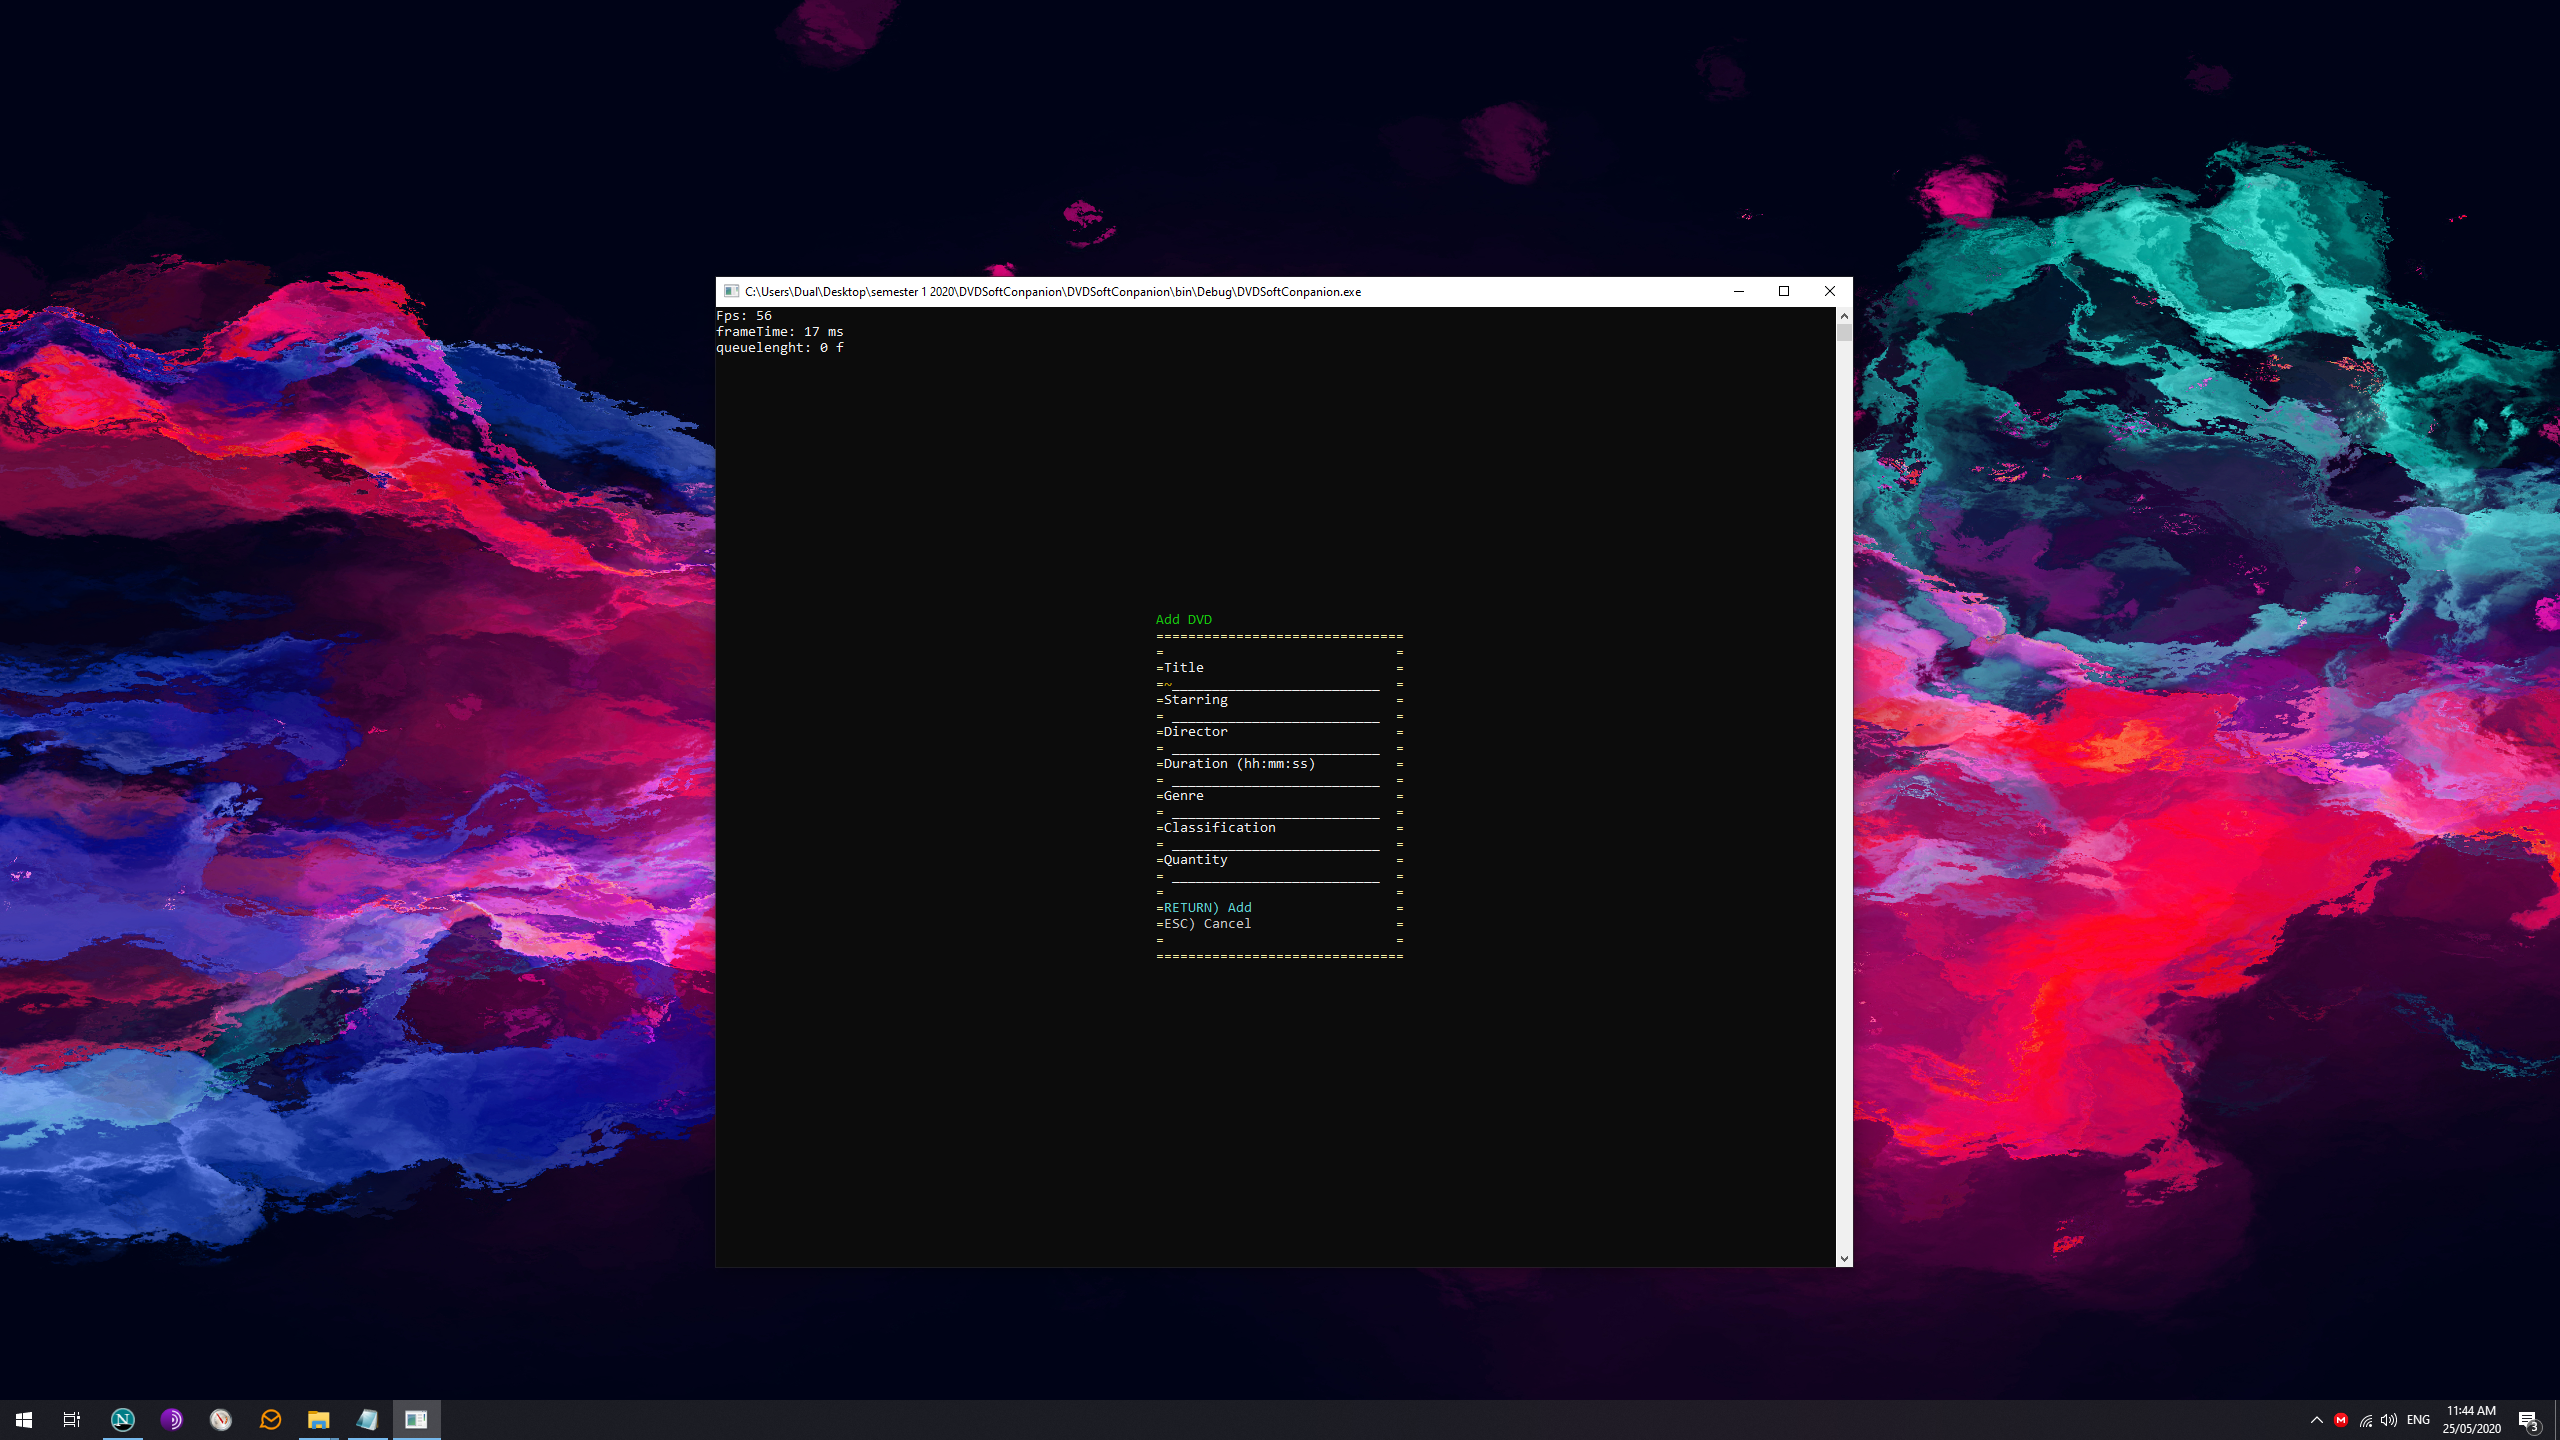 C:\Users\Dual\Desktop\semester 1 2020\DVDSoftConpanion\DVDSoftConpanion\bin\Debug\DVDSoftConpanion.exe
Fps: 56
frameTime: 17 ms
queuelenght: 0 f
Add DVD
===============================
=                             =
=Title                        =
=~__________________________  =
=Starring                     =
= __________________________  =
=Director                     =
= __________________________  =
=Duration (hh:mm:ss)          =
= __________________________  =
=Genre                        =
= __________________________  =
=Classification               =
= __________________________  =
=Quantity                     =
= __________________________  =
=                             =
=RETURN) Add                  =
=ESC) Cancel                  =
=                             =
===============================
ENG
11:44 AM
25/05/2020
3